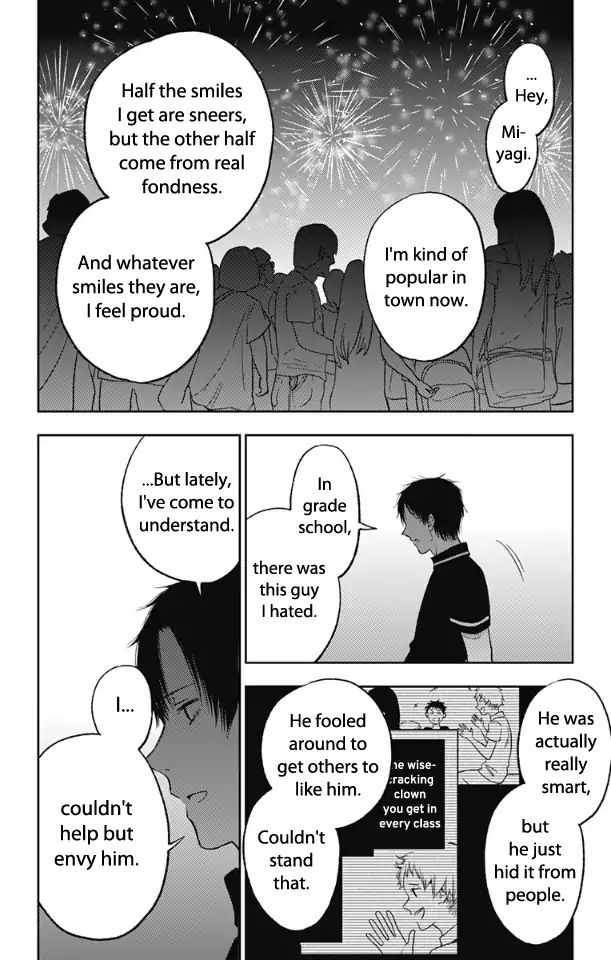 ...
Hey,
Mi-
yagi.
I'm kind of
popular in
town now.
Half the smiles
I get are sneers,
but the other half
come from real
fondness.
And whatever
smiles they are,
I feel proud.
In
grade
school,
there was
this guy
I hated.
He was
actually
really
smart,
but
he just
hid it from
people.
he wise-
cracking
clown
you get in
every class
He fooled
around to
get others to
like him.
Couldn't
stand
that.
...But lately,
I've come to
understand.
I...
couldn't
help but
envy him.